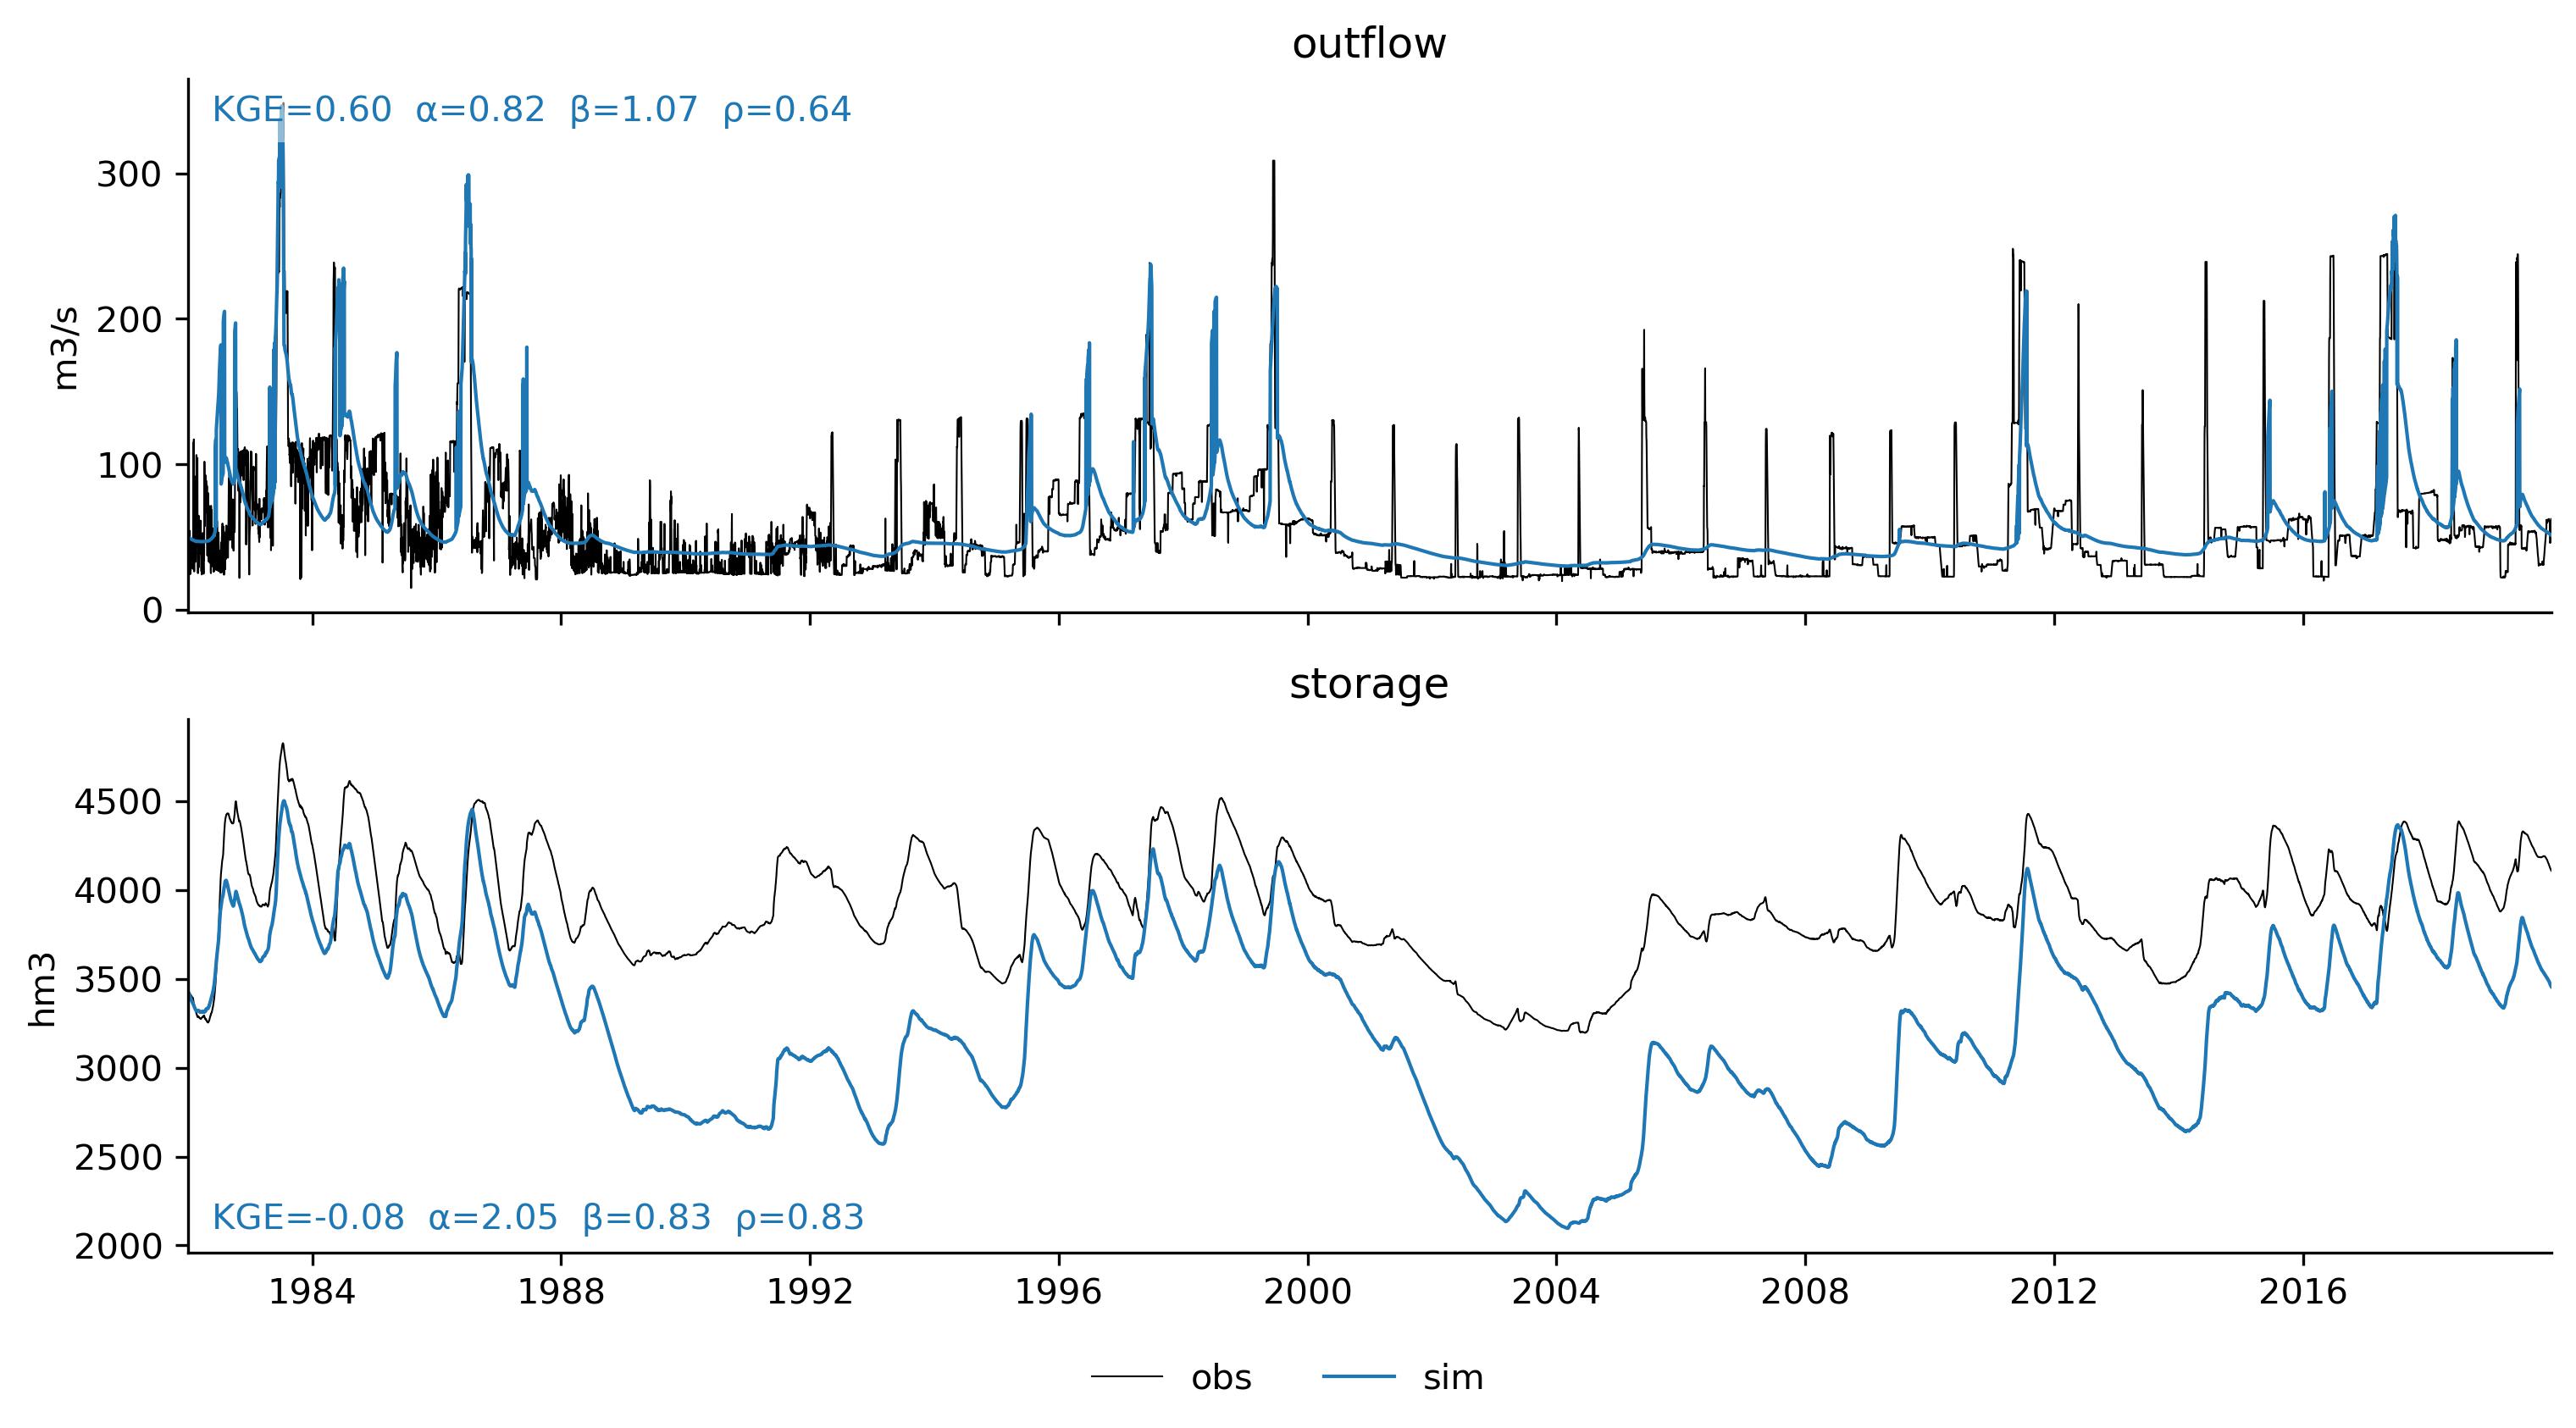 outflow
KGE=0.60 α=0.82 β=1.07 ρ=0.64
m3/s
300
200
100
0
storage
hm3
4500
4000
3500
3000
2500
2000
KGE=-0.08 α=2.05 β=0.83 ρ=0.83
1984 1988 1992 1996 2000 2004 2008 2012 2016
obs sim